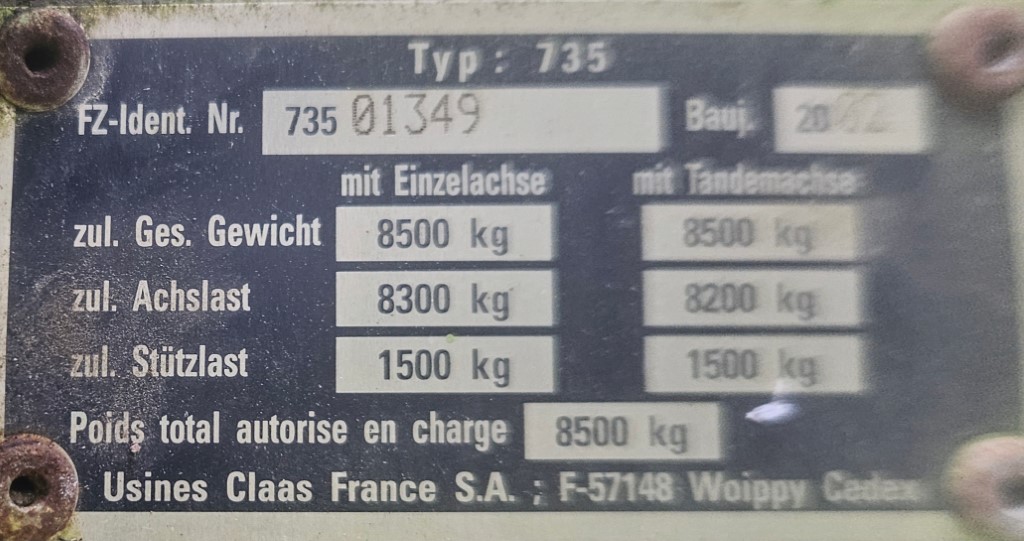 Typ : 735
FZ-Ident. Nr. 735 01349 Bauj. 2002
mit Einzelachse mit Tandemachse
zul. Ges. Gewicht 8500 kg 8500 kg
zul. Achslast 8300 kg 8200 kg
zul. Stützlast 1500 kg 1500 kg
Poids total autorise en charge 8500 kg
Usines Claas France S.A. ; F-57148 Woippy Cedex